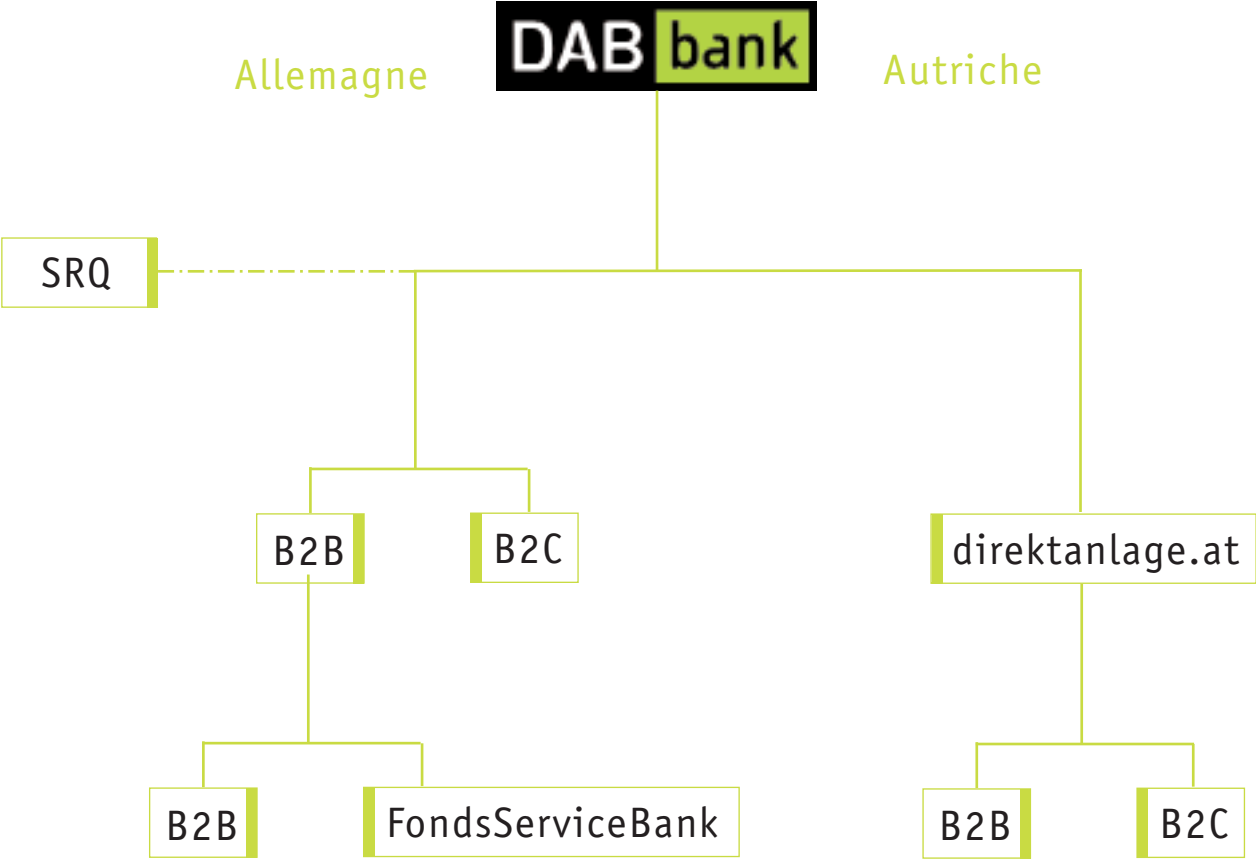 DAB bank
Allemagne
Autriche
SRQ
B2B
B2C
direktanlage.at
B2B
FondsServiceBank
B2B
B2C